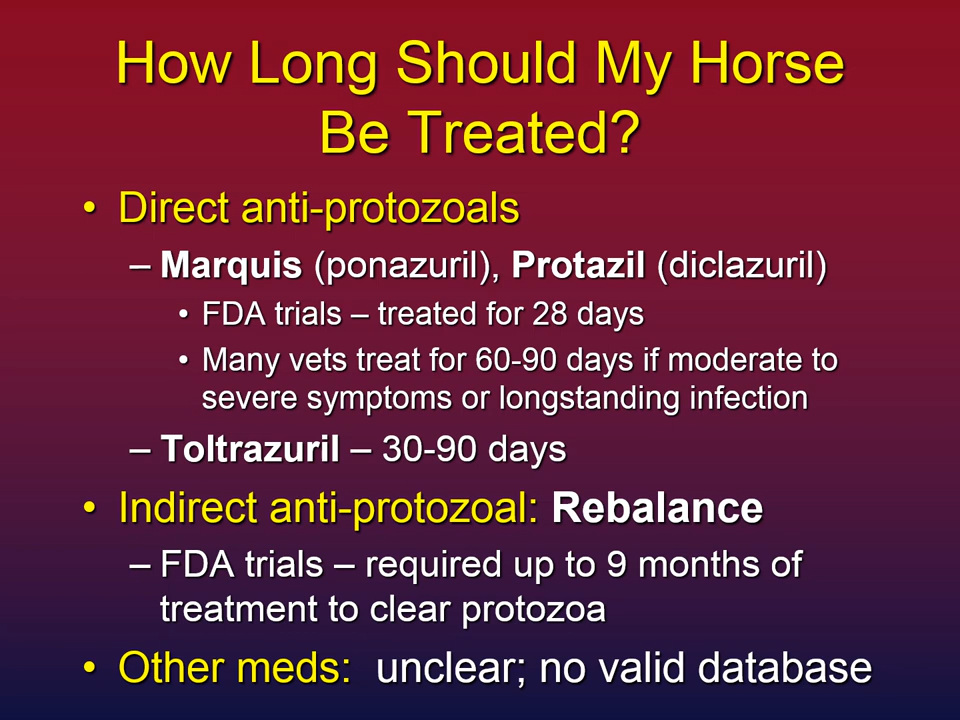 How Long Should My Horse
Be Treated?
• Direct anti-protozoals
– Marquis (ponazuril), Protazil (diclazuril)
• FDA trials – treated for 28 days
• Many vets treat for 60-90 days if moderate to
severe symptoms or longstanding infection
– Toltrazuril – 30-90 days
• Indirect anti-protozoal: Rebalance
– FDA trials – required up to 9 months of
treatment to clear protozoa
• Other meds: unclear; no valid database